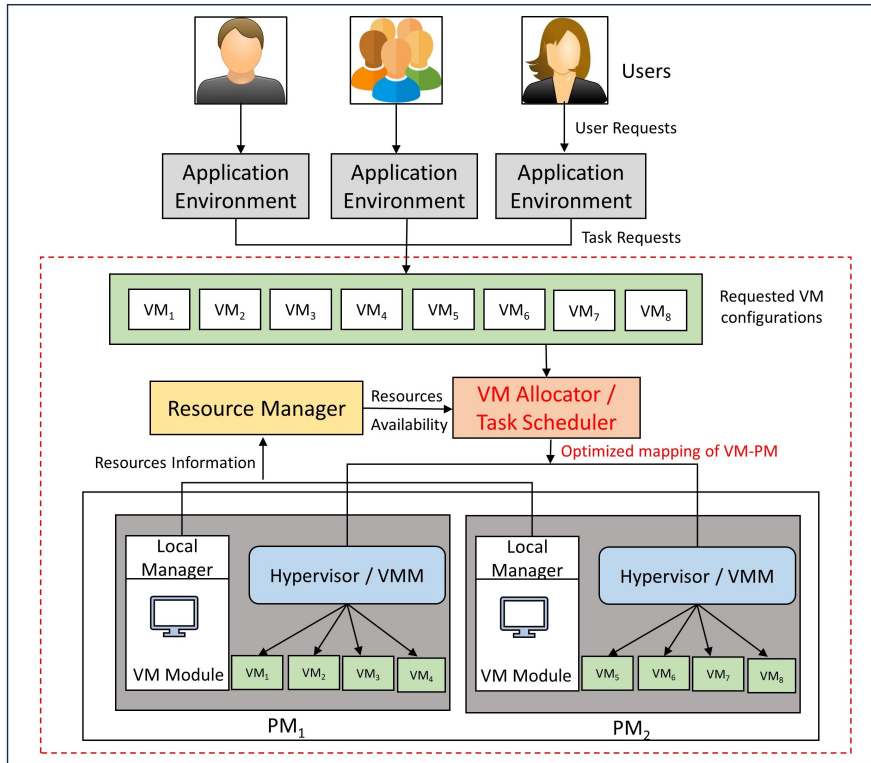 Users
User Requests
Application
Environment
Application
Environment
Application
Environment
Task Requests
VM₁ VM₂ VM₃ VM₄ VM₅ VM₆ VM₇ VM₈
Requested VM
configurations
Resource Manager
Resources
Availability
VM Allocator /
Task Scheduler
Optimized mapping of VM-PM
Resources Information
Local
Manager
VM Module
Hypervisor / VMM
VM₁ VM₂ VM₃ VM₄
PM₁
Local
Manager
VM Module
Hypervisor / VMM
VM₅ VM₆ VM₇ VM₈
PM₂